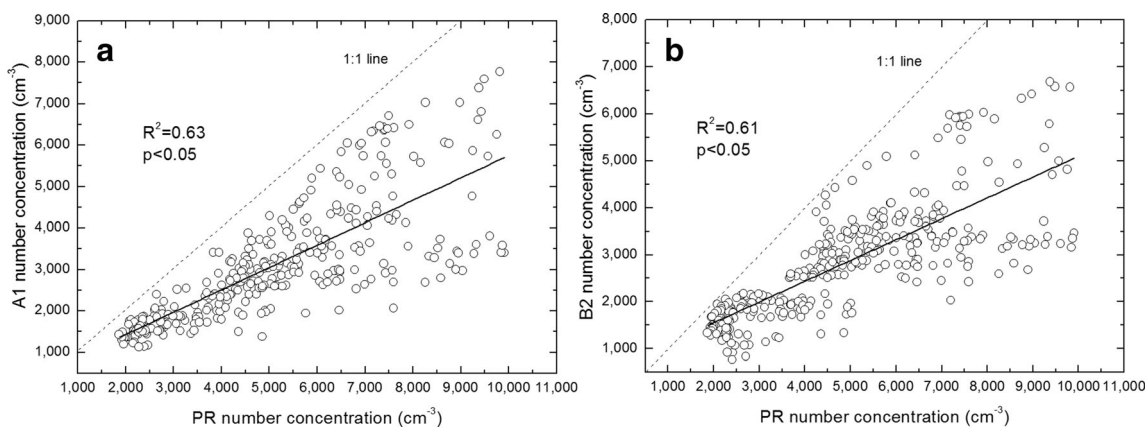 a
1:1 line
R²=0.63
p<0.05
A1 number concentration (cm⁻³)
9,000
8,000
7,000
6,000
5,000
4,000
3,000
2,000
1,000
1,000 2,000 3,000 4,000 5,000 6,000 7,000 8,000 9,000 10,000 11,000
PR number concentration (cm⁻³)
b
1:1 line
R²=0.61
p<0.05
B2 number concentration (cm⁻³)
8,000
7,000
6,000
5,000
4,000
3,000
2,000
1,000
1,000 2,000 3,000 4,000 5,000 6,000 7,000 8,000 9,000 10,000 11,000
PR number concentration (cm⁻³)